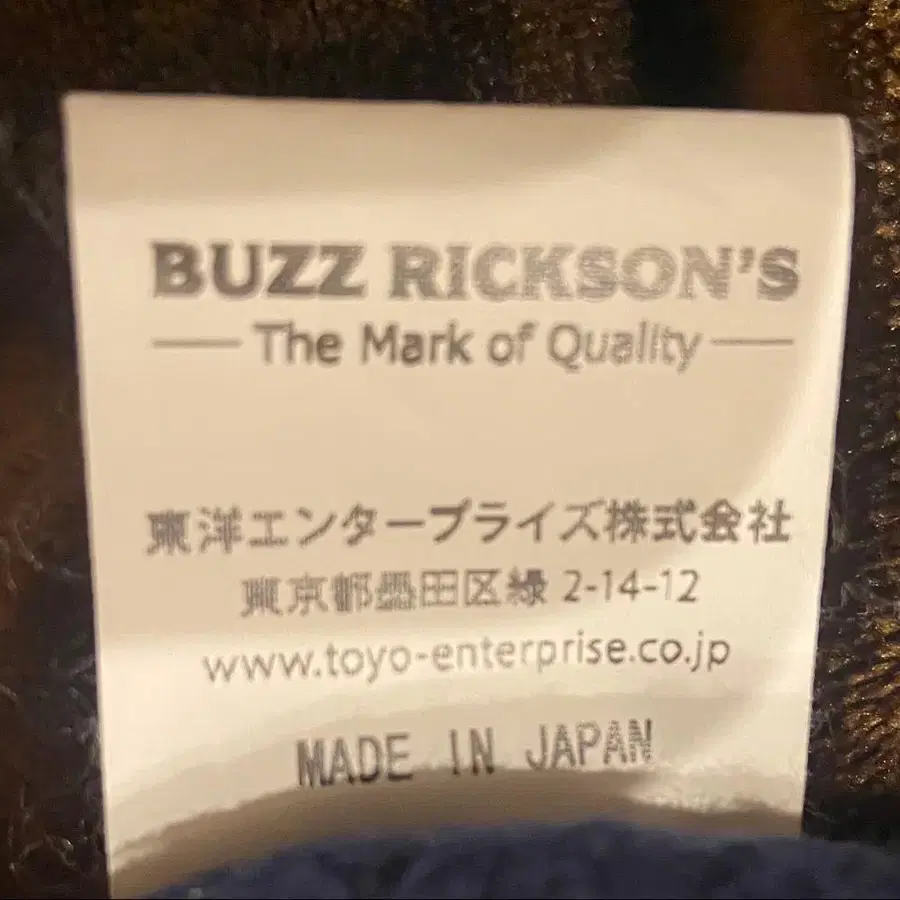 BUZZ RICKSON'S
The Mark of Quality
東洋エンタープライズ株式会社
東京都墨田区緑 2-14-12
www.toyo-enterprise.co.jp
MADE IN JAPAN